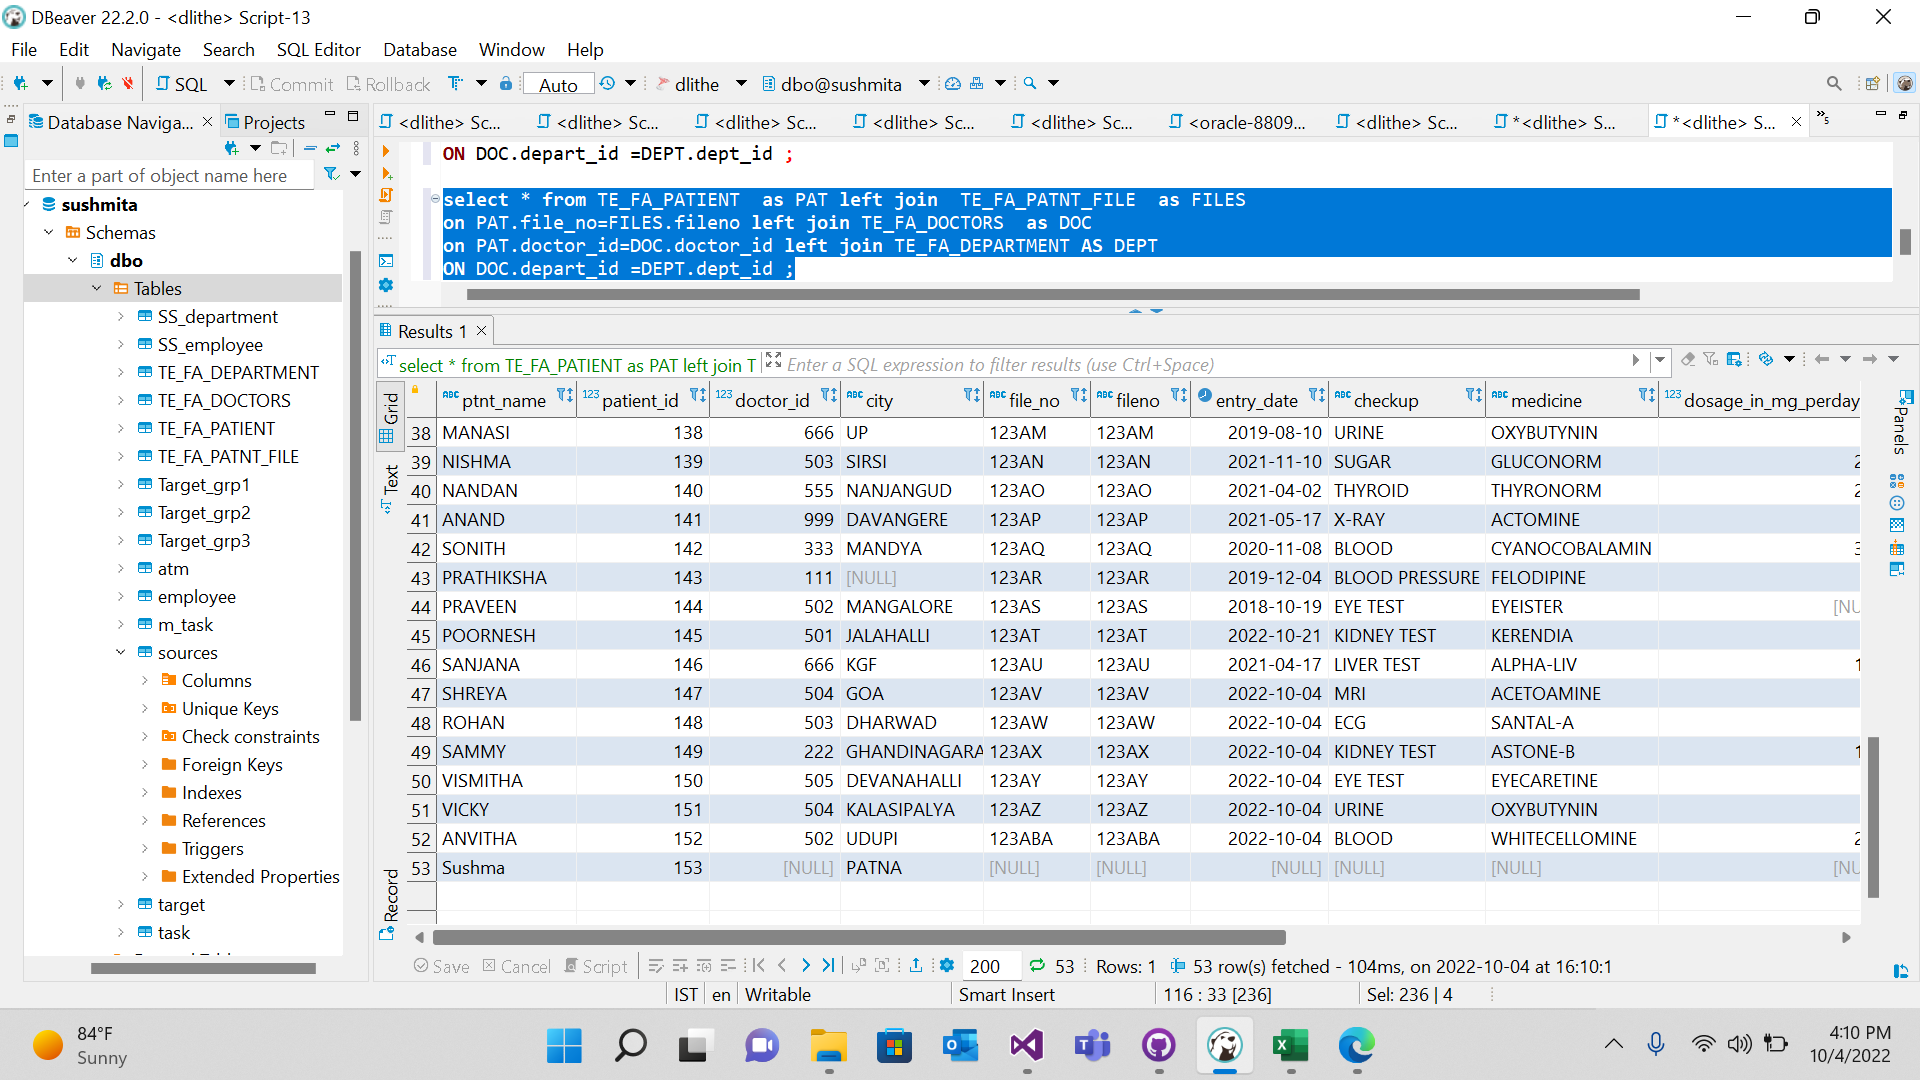 DBeaver 22.2.0 - <dlithe> Script-13
File Edit Navigate Search SQL Editor Database Window Help
SQL Commit Rollback Auto dlithe dbo@sushmita
Database Naviga... Projects
<dlithe> Sc... <dlithe> Sc... <dlithe> Sc... <dlithe> Sc... <dlithe> Sc... <oracle-8809... <dlithe> Sc... *<dlithe> S... *<dlithe> S... »5
Enter a part of object name here
sushmita
Schemas
dbo
Tables
SS_department
SS_employee
TE_FA_DEPARTMENT
TE_FA_DOCTORS
TE_FA_PATIENT
TE_FA_PATNT_FILE
Target_grp1
Target_grp2
Target_grp3
atm
employee
m_task
sources
Columns
Unique Keys
Check constraints
Foreign Keys
Indexes
References
Triggers
Extended Properties
target
task
ON DOC.depart_id =DEPT.dept_id ;
select * from TE_FA_PATIENT as PAT left join TE_FA_PATNT_FILE as FILES
on PAT.file_no=FILES.fileno left join TE_FA_DOCTORS as DOC
on PAT.doctor_id=DOC.doctor_id left join TE_FA_DEPARTMENT AS DEPT
ON DOC.depart_id =DEPT.dept_id ;
Results 1
select * from TE_FA_PATIENT as PAT left join T Enter a SQL expression to filter results (use Ctrl+Space)
Grid
Text
Record
Panels
ABC ptnt_name 123 patient_id 123 doctor_id ABC city ABC file_no ABC fileno entry_date ABC checkup ABC medicine 123 dosage_in_mg_perday
38 MANASI 138 666 UP 123AM 123AM 2019-08-10 URINE OXYBUTYNIN
39 NISHMA 139 503 SIRSI 123AN 123AN 2021-11-10 SUGAR GLUCONORM 2
40 NANDAN 140 555 NANJANGUD 123AO 123AO 2021-04-02 THYROID THYRONORM 2
41 ANAND 141 999 DAVANGERE 123AP 123AP 2021-05-17 X-RAY ACTOMINE
42 SONITH 142 333 MANDYA 123AQ 123AQ 2020-11-08 BLOOD CYANOCOBALAMIN 3
43 PRATHIKSHA 143 111 [NULL] 123AR 123AR 2019-12-04 BLOOD PRESSURE FELODIPINE
44 PRAVEEN 144 502 MANGALORE 123AS 123AS 2018-10-19 EYE TEST EYEISTER [NU
45 POORNESH 145 501 JALAHALLI 123AT 123AT 2022-10-21 KIDNEY TEST KERENDIA
46 SANJANA 146 666 KGF 123AU 123AU 2021-04-17 LIVER TEST ALPHA-LIV 1
47 SHREYA 147 504 GOA 123AV 123AV 2022-10-04 MRI ACETOAMINE
48 ROHAN 148 503 DHARWAD 123AW 123AW 2022-10-04 ECG SANTAL-A
49 SAMMY 149 222 GHANDINAGARA 123AX 123AX 2022-10-04 KIDNEY TEST ASTONE-B 1
50 VISMITHA 150 505 DEVANAHALLI 123AY 123AY 2022-10-04 EYE TEST EYECARETINE
51 VICKY 151 504 KALASIPALYA 123AZ 123AZ 2022-10-04 URINE OXYBUTYNIN
52 ANVITHA 152 502 UDUPI 123ABA 123ABA 2022-10-04 BLOOD WHITECELLOMINE 2
53 Sushma 153 [NULL] PATNA [NULL] [NULL] [NULL] [NULL] [NULL] [NU
Save Cancel Script 200 53 Rows: 1 53 row(s) fetched - 104ms, on 2022-10-04 at 16:10:1
IST en Writable Smart Insert 116 : 33 [236] Sel: 236 | 4
84°F
Sunny
4:10 PM
10/4/2022